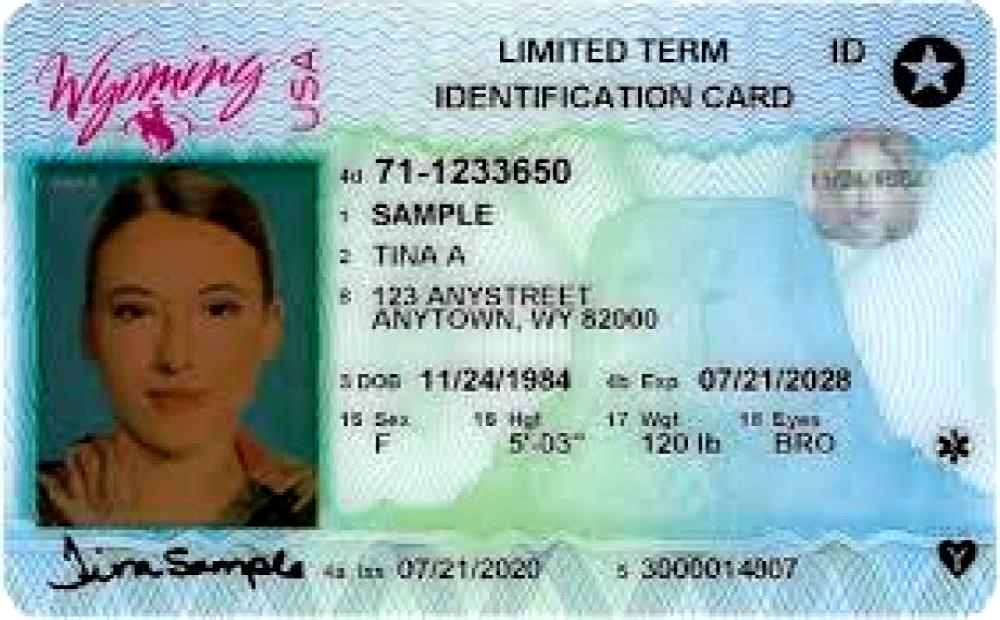 Wyoming USA
LIMITED TERM ID
IDENTIFICATION CARD
4d 71-1233650
1 SAMPLE
2 TINA A
8 123 ANYSTREET
ANYTOWN, WY 82000
3 DOB 11/24/1984 4b Exp 07/21/2028
15 Sex 16 Hgt 17 Wgt 18 Eyes
F 5'-03" 120 lb BRO
Tina Sample 4a Iss 07/21/2020 5 3000014907
Y